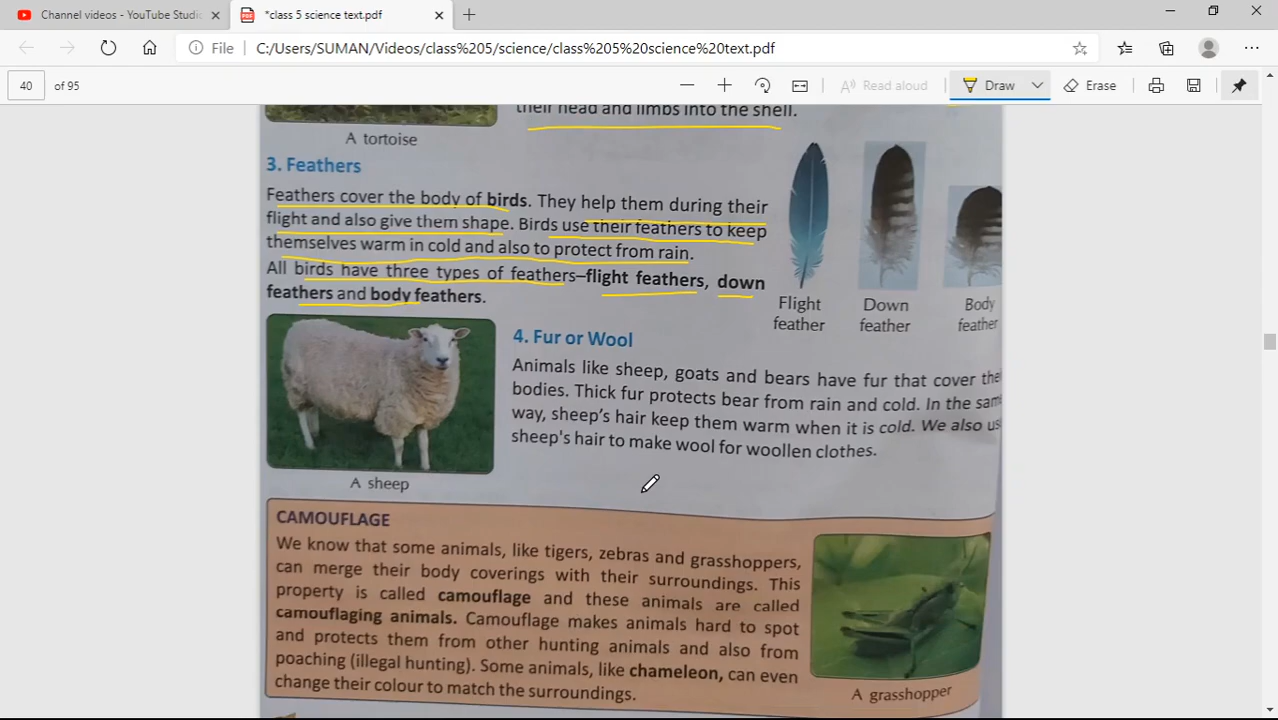 Channel videos - YouTube Studi
*class 5 science text.pdf
File
C:/Users/SUMAN/Videos/class%205/science/class%205%20science%20text.pdf
40
of 95
Read aloud
Draw
Erase
their head and limbs into the shell.
A tortoise
3. Feathers
Feathers cover the body of birds. They help them during their
flight and also give them shape. Birds use their feathers to keep
themselves warm in cold and also to protect from rain.
All birds have three types of feathers–flight feathers, down
feathers and body feathers.
Flight
feather
Down
feather
Body
feather
A sheep
4. Fur or Wool
Animals like sheep, goats and bears have fur that cover the
bodies. Thick fur protects bear from rain and cold. In the sam
way, sheep's hair keep them warm when it is cold. We also us
sheep's hair to make wool for woollen clothes.
CAMOUFLAGE
We know that some animals, like tigers, zebras and grasshoppers,
can merge their body coverings with their surroundings. This
property is called camouflage and these animals are called
camouflaging animals. Camouflage makes animals hard to spot
and protects them from other hunting animals and also from
poaching (illegal hunting). Some animals, like chameleon, can even
change their colour to match the surroundings.
A grasshopper